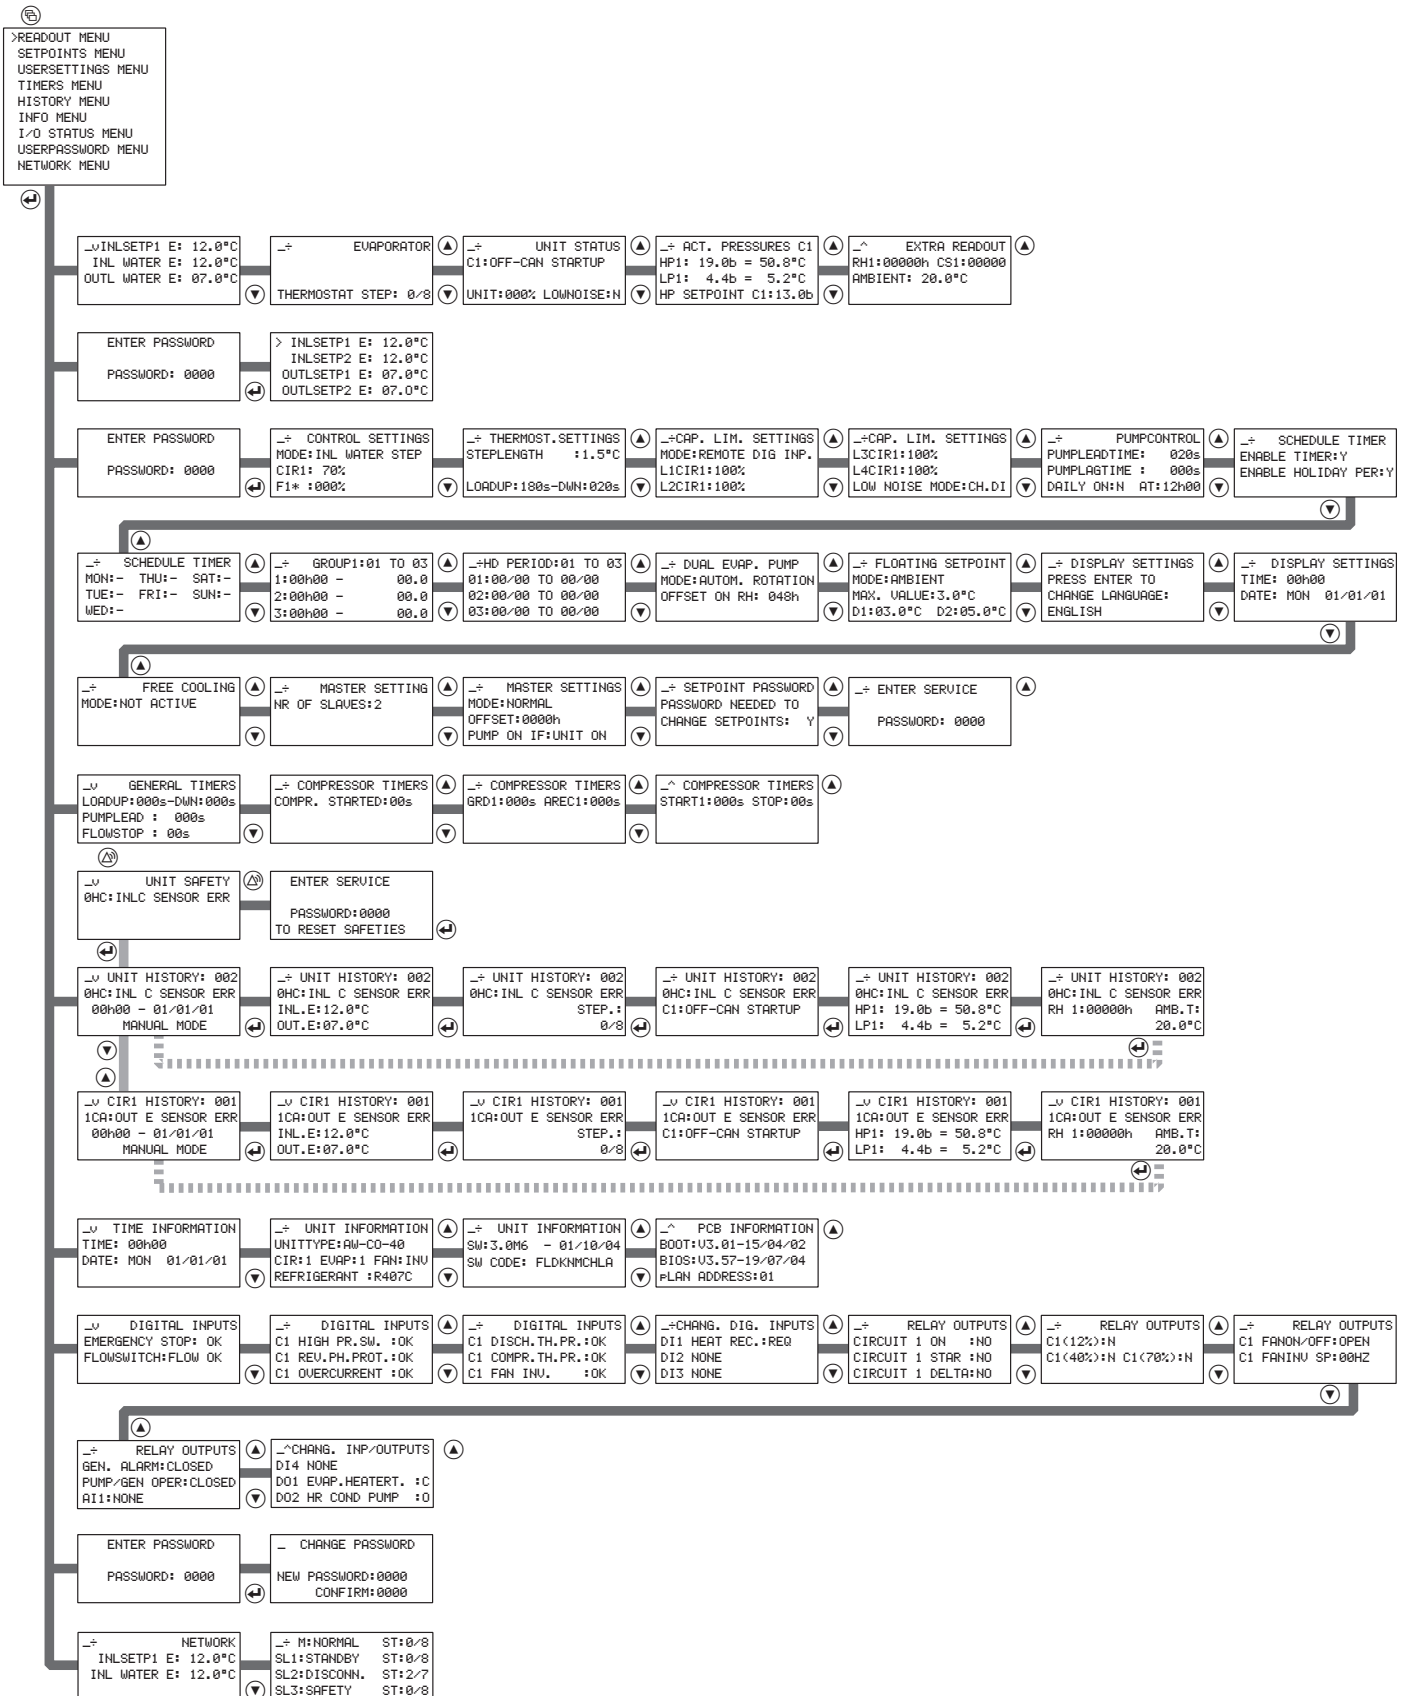 >READOUT MENU
SETPOINTS MENU
USERSETTINGS MENU
TIMERS MENU
HISTORY MENU
INFO MENU
I/O STATUS MENU
USERPASSWORD MENU
NETWORK MENU
_vINLSETP1 E: 12.0°C
INL WATER E: 12.0°C
OUTL WATER E: 07.0°C
_÷ EVAPORATOR
THERMOSTAT STEP: 0/8
_÷ UNIT STATUS
C1:OFF-CAN STARTUP
UNIT:000% LOWNOISE:N
_÷ ACT. PRESSURES C1
HP1: 19.0b = 50.8°C
LP1: 4.4b = 5.2°C
HP SETPOINT C1:13.0b
_^ EXTRA READOUT
RH1:00000h CS1:00000
AMBIENT: 20.0°C
ENTER PASSWORD
PASSWORD: 0000
> INLSETP1 E: 12.0°C
INLSETP2 E: 12.0°C
OUTLSETP1 E: 07.0°C
OUTLSETP2 E: 07.0°C
ENTER PASSWORD
PASSWORD: 0000
_÷ CONTROL SETTINGS
MODE:INL WATER STEP
CIR1: 70%
F1* :000%
_÷ THERMOST.SETTINGS
STEPLENGTH :1.5°C
LOADUP:180s-DWN:020s
_÷CAP. LIM. SETTINGS
MODE:REMOTE DIG INP.
L1CIR1:100%
L2CIR1:100%
_÷CAP. LIM. SETTINGS
L3CIR1:100%
L4CIR1:100%
LOW NOISE MODE:CH.DI
_÷ PUMPCONTROL
PUMPLEADTIME: 020s
PUMPLAGTIME : 000s
DAILY ON:N AT:12h00
_÷ SCHEDULE TIMER
ENABLE TIMER:Y
ENABLE HOLIDAY PER:Y
_÷ SCHEDULE TIMER
MON:- THU:- SAT:-
TUE:- FRI:- SUN:-
WED:-
_÷ GROUP1:01 TO 03
1:00h00 - 00.0
2:00h00 - 00.0
3:00h00 - 00.0
_÷HD PERIOD:01 TO 03
01:00/00 TO 00/00
02:00/00 TO 00/00
03:00/00 TO 00/00
_÷ DUAL EVAP. PUMP
MODE:AUTOM. ROTATION
OFFSET ON RH: 048h
_÷ FLOATING SETPOINT
MODE:AMBIENT
MAX. VALUE:3.0°C
D1:03.0°C D2:05.0°C
_÷ DISPLAY SETTINGS
PRESS ENTER TO
CHANGE LANGUAGE:
ENGLISH
_÷ DISPLAY SETTINGS
TIME: 00h00
DATE: MON 01/01/01
_÷ FREE COOLING
MODE:NOT ACTIVE
_÷ MASTER SETTING
NR OF SLAVES:2
_÷ MASTER SETTINGS
MODE:NORMAL
OFFSET:0000h
PUMP ON IF:UNIT ON
_÷ SETPOINT PASSWORD
PASSWORD NEEDED TO
CHANGE SETPOINTS: Y
_÷ ENTER SERVICE
PASSWORD: 0000
_v GENERAL TIMERS
LOADUP:000s-DWN:000s
PUMPLEAD : 000s
FLOWSTOP : 00s
_÷ COMPRESSOR TIMERS
COMPR. STARTED:00s
_÷ COMPRESSOR TIMERS
GRD1:000s AREC1:000s
_^ COMPRESSOR TIMERS
START1:000s STOP:00s
_v UNIT SAFETY
0HC:INLC SENSOR ERR
ENTER SERVICE
PASSWORD:0000
TO RESET SAFETIES
_v UNIT HISTORY: 002
0HC:INL C SENSOR ERR
00h00 - 01/01/01
MANUAL MODE
_÷ UNIT HISTORY: 002
0HC:INL C SENSOR ERR
INL.E:12.0°C
OUT.E:07.0°C
_÷ UNIT HISTORY: 002
0HC:INL C SENSOR ERR
STEP.:
0/8
_÷ UNIT HISTORY: 002
0HC:INL C SENSOR ERR
C1:OFF-CAN STARTUP
_÷ UNIT HISTORY: 002
0HC:INL C SENSOR ERR
HP1: 19.0b = 50.8°C
LP1: 4.4b = 5.2°C
_÷ UNIT HISTORY: 002
0HC:INL C SENSOR ERR
RH 1:00000h AMB.T:
20.0°C
_v CIR1 HISTORY: 001
1CA:OUT E SENSOR ERR
00h00 - 01/01/01
MANUAL MODE
_v CIR1 HISTORY: 001
1CA:OUT E SENSOR ERR
INL.E:12.0°C
OUT.E:07.0°C
_v CIR1 HISTORY: 001
1CA:OUT E SENSOR ERR
STEP.:
0/8
_v CIR1 HISTORY: 001
1CA:OUT E SENSOR ERR
C1:OFF-CAN STARTUP
_v CIR1 HISTORY: 001
1CA:OUT E SENSOR ERR
HP1: 19.0b = 50.8°C
LP1: 4.4b = 5.2°C
_v CIR1 HISTORY: 001
1CA:OUT E SENSOR ERR
RH 1:00000h AMB.T:
20.0°C
_v TIME INFORMATION
TIME: 00h00
DATE: MON 01/01/01
_÷ UNIT INFORMATION
UNITTYPE:AW-CO-40
CIR:1 EVAP:1 FAN:INV
REFRIGERANT :R407C
_÷ UNIT INFORMATION
SW:3.0M6 - 01/10/04
SW CODE: FLDKNMCHLA
_^ PCB INFORMATION
BOOT:V3.01-15/04/02
BIOS:V3.57-19/07/04
pLAN ADDRESS:01
_v DIGITAL INPUTS
EMERGENCY STOP: OK
FLOWSWITCH:FLOW OK
_÷ DIGITAL INPUTS
C1 HIGH PR.SW. :OK
C1 REV.PH.PROT.:OK
C1 OVERCURRENT :OK
_÷ DIGITAL INPUTS
C1 DISCH.TH.PR.:OK
C1 COMPR.TH.PR.:OK
C1 FAN INV. :OK
_÷CHANG. DIG. INPUTS
DI1 HEAT REC.:REQ
DI2 NONE
DI3 NONE
_÷ RELAY OUTPUTS
CIRCUIT 1 ON :NO
CIRCUIT 1 STAR :NO
CIRCUIT 1 DELTA:NO
_÷ RELAY OUTPUTS
C1(12%):N
C1(40%):N C1(70%):N
_÷ RELAY OUTPUTS
C1 FANON/OFF:OPEN
C1 FANINV SP:00HZ
_÷ RELAY OUTPUTS
GEN. ALARM:CLOSED
PUMP/GEN OPER:CLOSED
AI1:NONE
_^CHANG. INP/OUTPUTS
DI4 NONE
DO1 EVAP.HEATERT. :C
DO2 HR COND PUMP :O
ENTER PASSWORD
PASSWORD: 0000
_ CHANGE PASSWORD
NEW PASSWORD:0000
CONFIRM:0000
_÷ NETWORK
INLSETP1 E: 12.0°C
INL WATER E: 12.0°C
_÷ M:NORMAL ST:0/8
SL1:STANDBY ST:0/8
SL2:DISCONN. ST:2/7
SL3:SAFETY ST:0/8